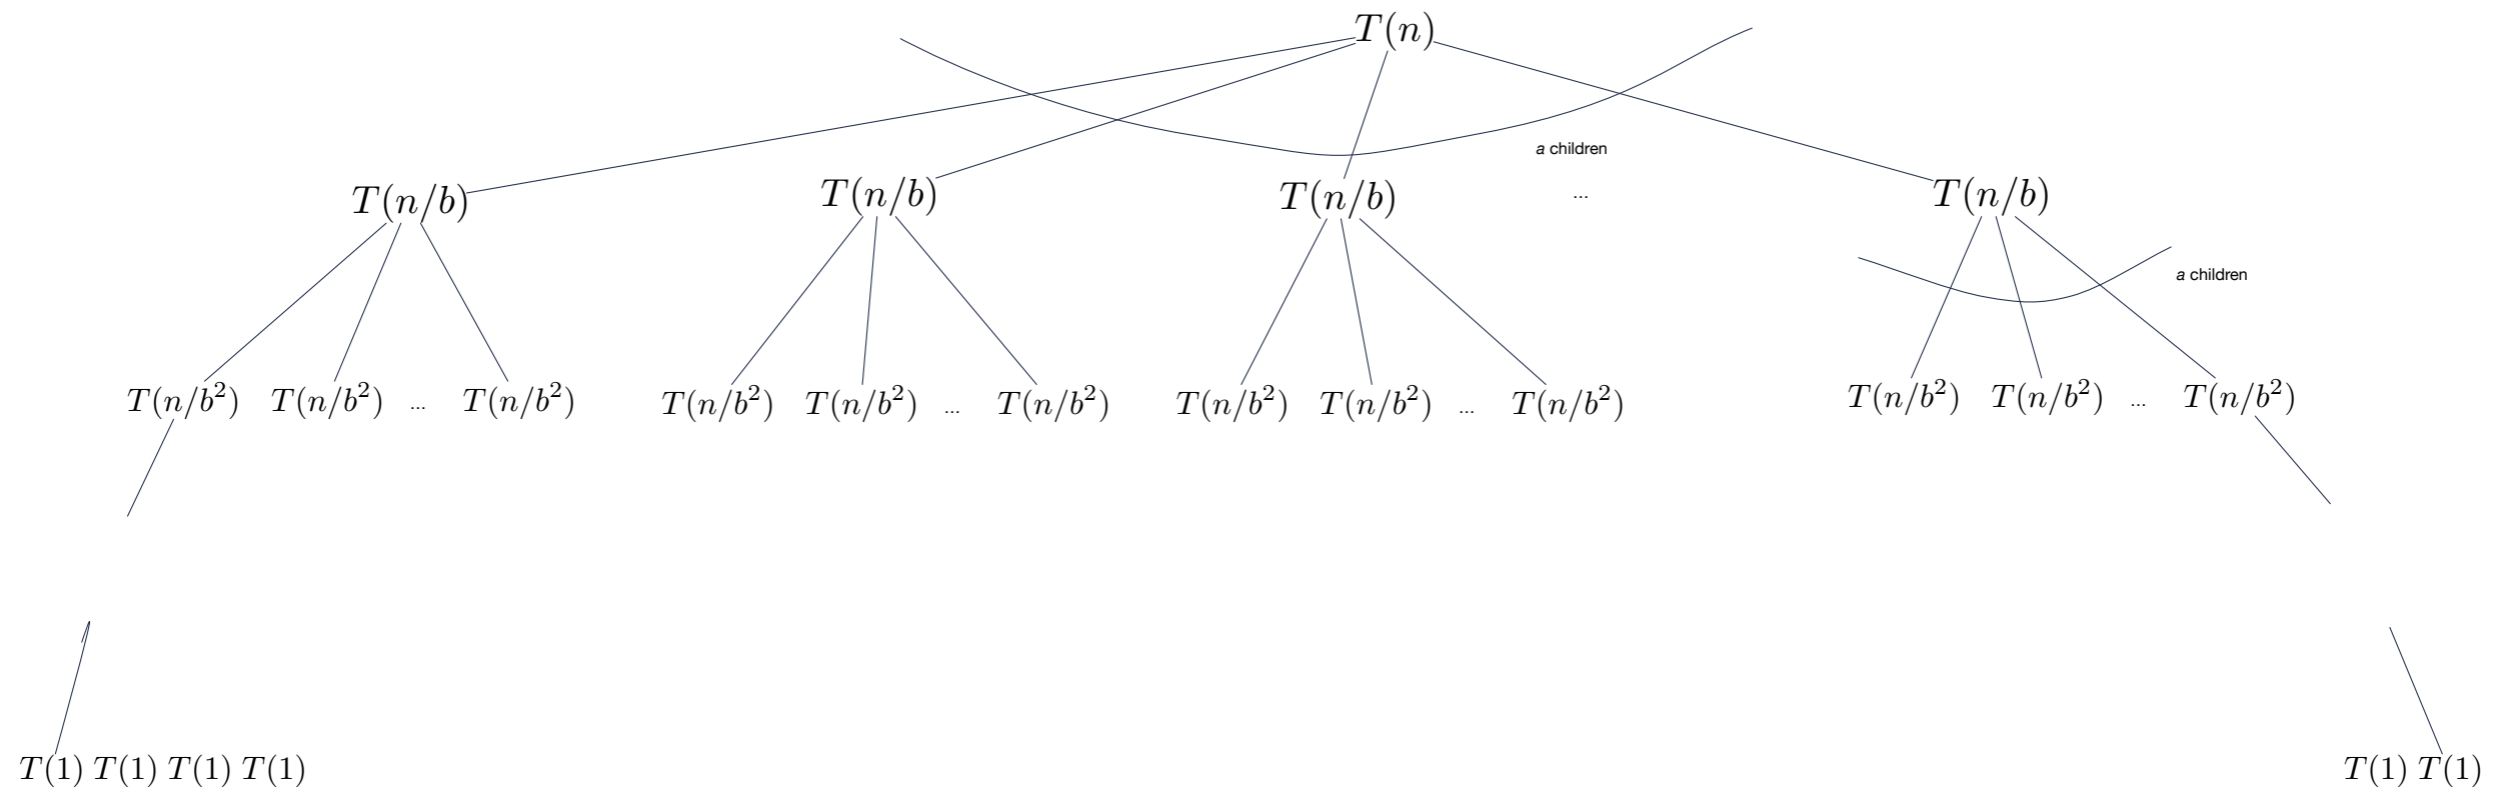 T(n)
a children
T(n/b) T(n/b) T(n/b) ... T(n/b)
a children
T(n/b²) T(n/b²) ... T(n/b²) T(n/b²) T(n/b²) ... T(n/b²) T(n/b²) T(n/b²) ... T(n/b²) T(n/b²) T(n/b²) ... T(n/b²)
T(1) T(1) T(1) T(1) T(1) T(1)